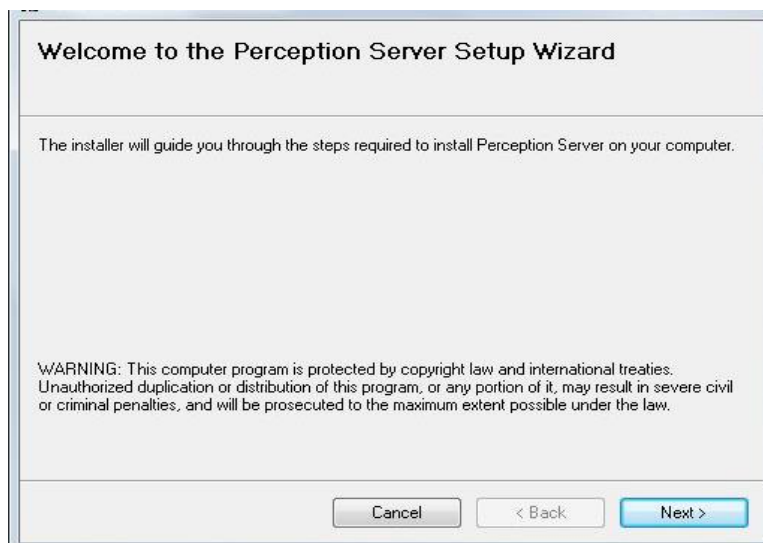 Welcome to the Perception Server Setup Wizard
The installer will guide you through the steps required to install Perception Server on your computer.
WARNING: This computer program is protected by copyright law and international treaties.
Unauthorized duplication or distribution of this program, or any portion of it, may result in severe civil
or criminal penalties, and will be prosecuted to the maximum extent possible under the law.
Cancel
< Back
Next >